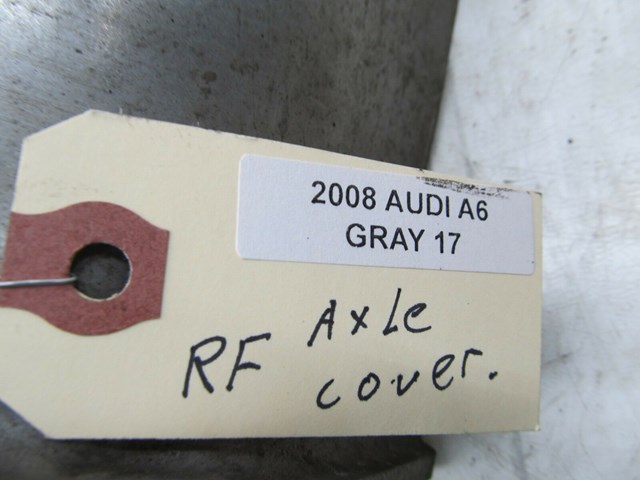 2008 AUDI A6
GRAY 17
RF Axle
cover.